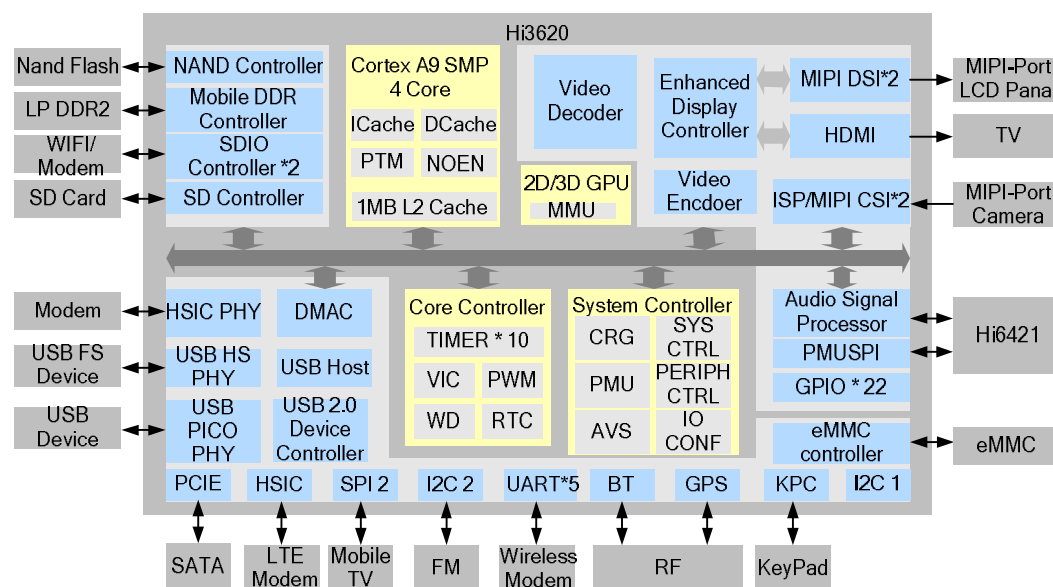 Hi3620
Nand Flash
LP DDR2
WIFI/
Modem
SD Card
NAND Controller
Mobile DDR
Controller
SDIO
Controller *2
SD Controller
Cortex A9 SMP
4 Core
ICache
DCache
PTM
NOEN
1MB L2 Cache
Video
Decoder
2D/3D GPU
MMU
Enhanced
Display
Controller
Video
Encdoer
MIPI DSI*2
HDMI
ISP/MIPI CSI*2
MIPI-Port
LCD Pana
TV
MIPI-Port
Camera
Modem
USB FS
Device
USB
Device
HSIC PHY
DMAC
USB HS
PHY
USB Host
USB
PICO
PHY
USB 2.0
Device
Controller
Core Controller
TIMER * 10
VIC
PWM
WD
RTC
System Controller
CRG
SYS
CTRL
PMU
PERIPH
CTRL
AVS
IO
CONF
Audio Signal
Processor
PMUSPI
GPIO * 22
eMMC
controller
Hi6421
eMMC
PCIE
HSIC
SPI 2
I2C 2
UART*5
BT
GPS
KPC
I2C 1
SATA
LTE
Modem
Mobile
TV
FM
Wireless
Modem
RF
KeyPad